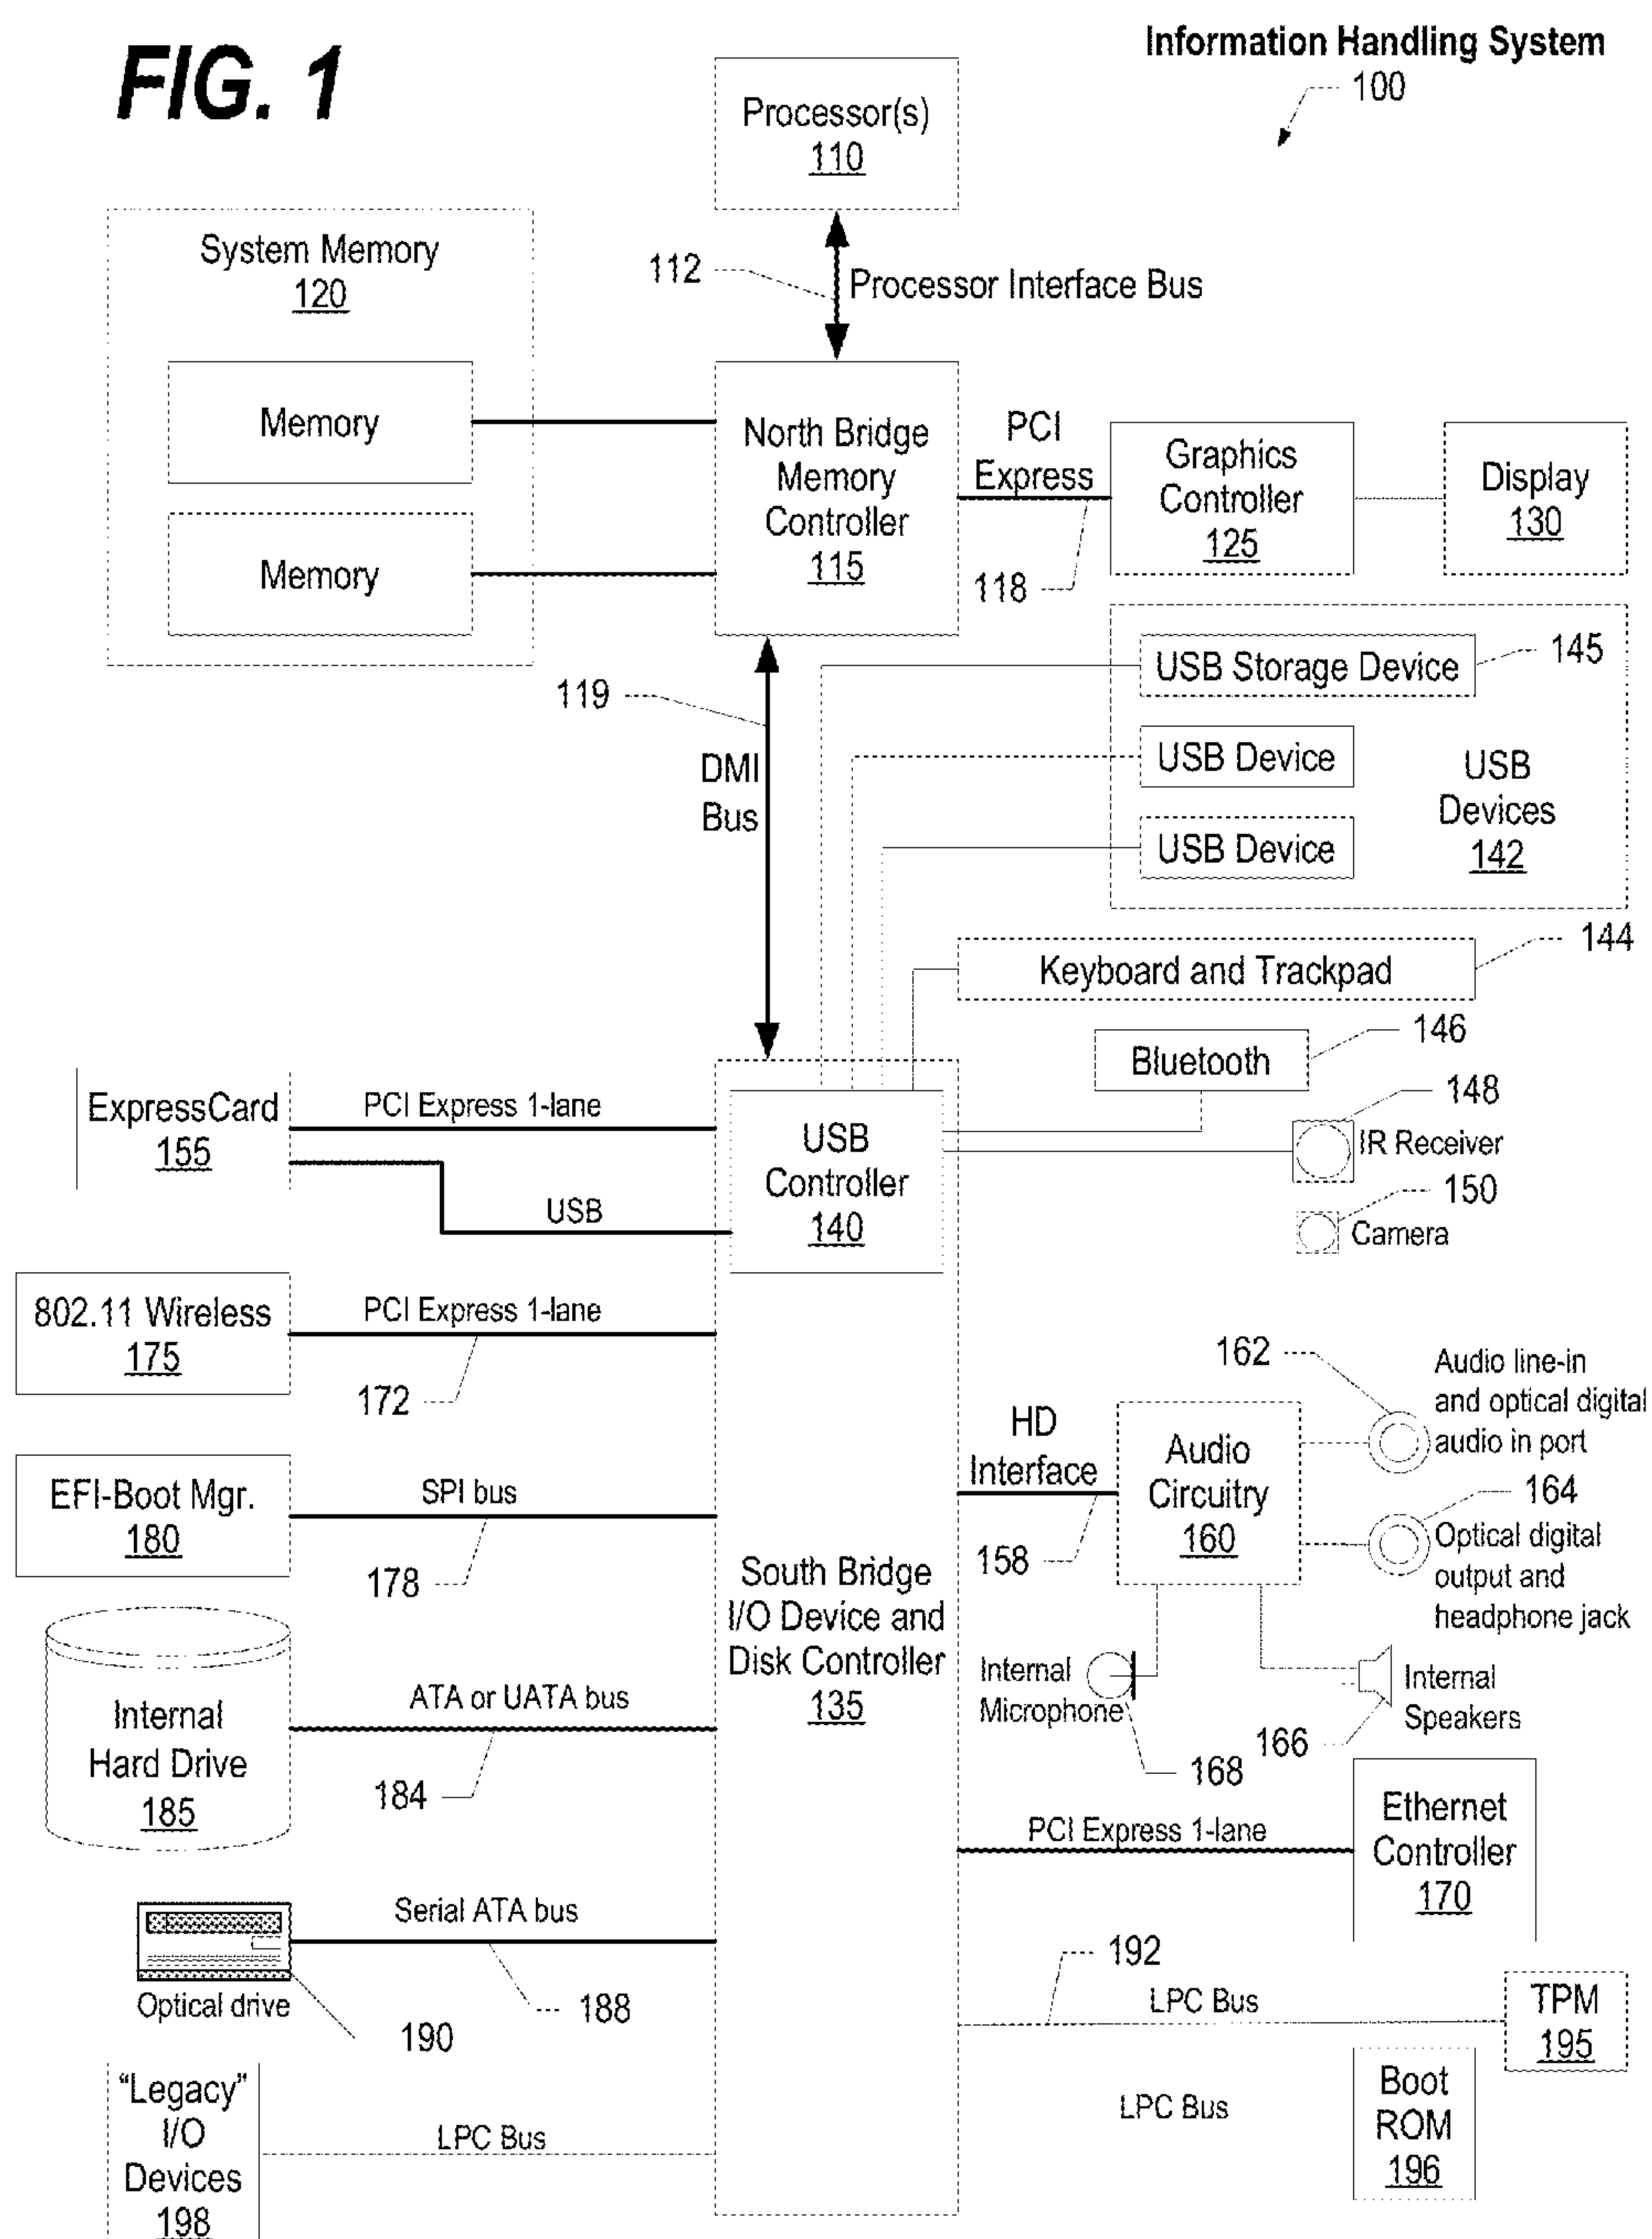 FIG. 1
Information Handling System
100
Processor(s)
110
System Memory
120
112
Processor Interface Bus
Memory
Memory
North Bridge
Memory
Controller
115
PCI
Express
118
Graphics
Controller
125
Display
130
119
DMI
Bus
USB Storage Device
145
USB Device
USB Device
USB
Devices
142
Keyboard and Trackpad
144
Bluetooth
146
148
IR Receiver
150
Camera
ExpressCard
155
PCI Express 1-lane
USB
USB
Controller
140
802.11 Wireless
175
PCI Express 1-lane
172
EFI-Boot Mgr.
180
SPI bus
178
HD
Interface
158
Audio
Circuitry
160
162
Audio line-in
and optical digital
audio in port
164
Optical digital
output and
headphone jack
South Bridge
I/O Device and
Disk Controller
135
Internal
Microphone
168
Internal
Speakers
166
Internal
Hard Drive
185
ATA or UATA bus
184
PCI Express 1-lane
Ethernet
Controller
170
Optical drive
190
Serial ATA bus
188
192
LPC Bus
TPM
195
"Legacy"
I/O
Devices
198
LPC Bus
LPC Bus
Boot
ROM
196